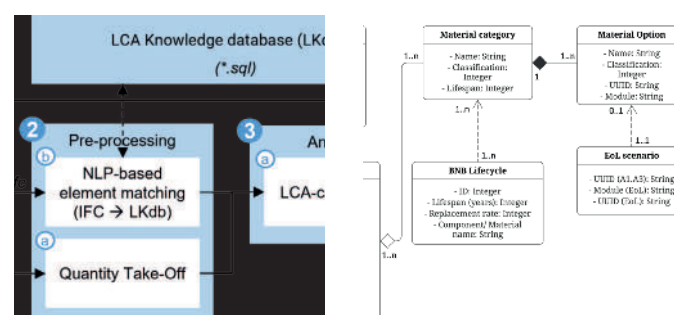 LCA Knowledge database (LKd
(*.sql)
2
Pre-processing
b
NLP-based
element matching
(IFC → LKdb)
a
Quantity Take-Off
3
An
a
LCA-c
Material category
- Name: String
- Classification:
Integer
- Lifespan: Integer
1..n
1
1..n
1..n
Material Option
- Name: String
- Classification:
Integer
- UUID: String
- Module: String
0..1
1..1
1..n
BNB Lifecycle
- ID: Integer
- Lifespan (years): Integer
- Replacement rate: Integer
- Component/ Material
name: String
EoL scenario
- UUID (A1.A3): String
- Module (EoL): String
- UUID (EoL): String
1..n